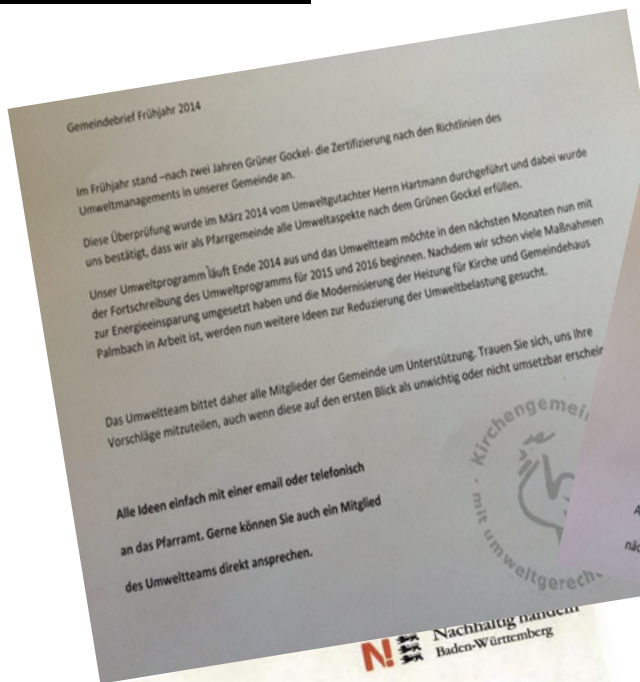 Gemeindebrief Frühjahr 2014
Im Frühjahr stand –nach zwei Jahren Grüner Gockel- die Zertifizierung nach den Richtlinien des
Umweltmanagements in unserer Gemeinde an.
Diese Überprüfung wurde im März 2014 vom Umweltgutachter Herrn Hartmann durchgeführt und dabei wurde
uns bestätigt, dass wir als Pfarrgemeinde alle Umweltaspekte nach dem Grünen Gockel erfüllen.
Unser Umweltprogramm läuft Ende 2014 aus und das Umweltteam möchte in den nächsten Monaten nun mit
der Fortschreibung des Umweltprogramms für 2015 und 2016 beginnen. Nachdem wir schon viele Maßnahmen
zur Energieeinsparung umgesetzt haben und die Modernisierung der Heizung für Kirche und Gemeindehaus
Palmbach in Arbeit ist, werden nun weitere Ideen zur Reduzierung der Umweltbelastung gesucht.
Das Umweltteam bittet daher alle Mitglieder der Gemeinde um Unterstützung. Trauen Sie sich, uns Ihre
Vorschläge mitzuteilen, auch wenn diese auf den ersten Blick als unwichtig oder nicht umsetzbar
Alle Ideen einfach mit einer email oder telefonisch
an das Pfarramt. Gerne können Sie auch ein Mitglied
des Umweltteams direkt ansprechen.
mit
N! Nachhaltig handeln
Baden-Württemberg